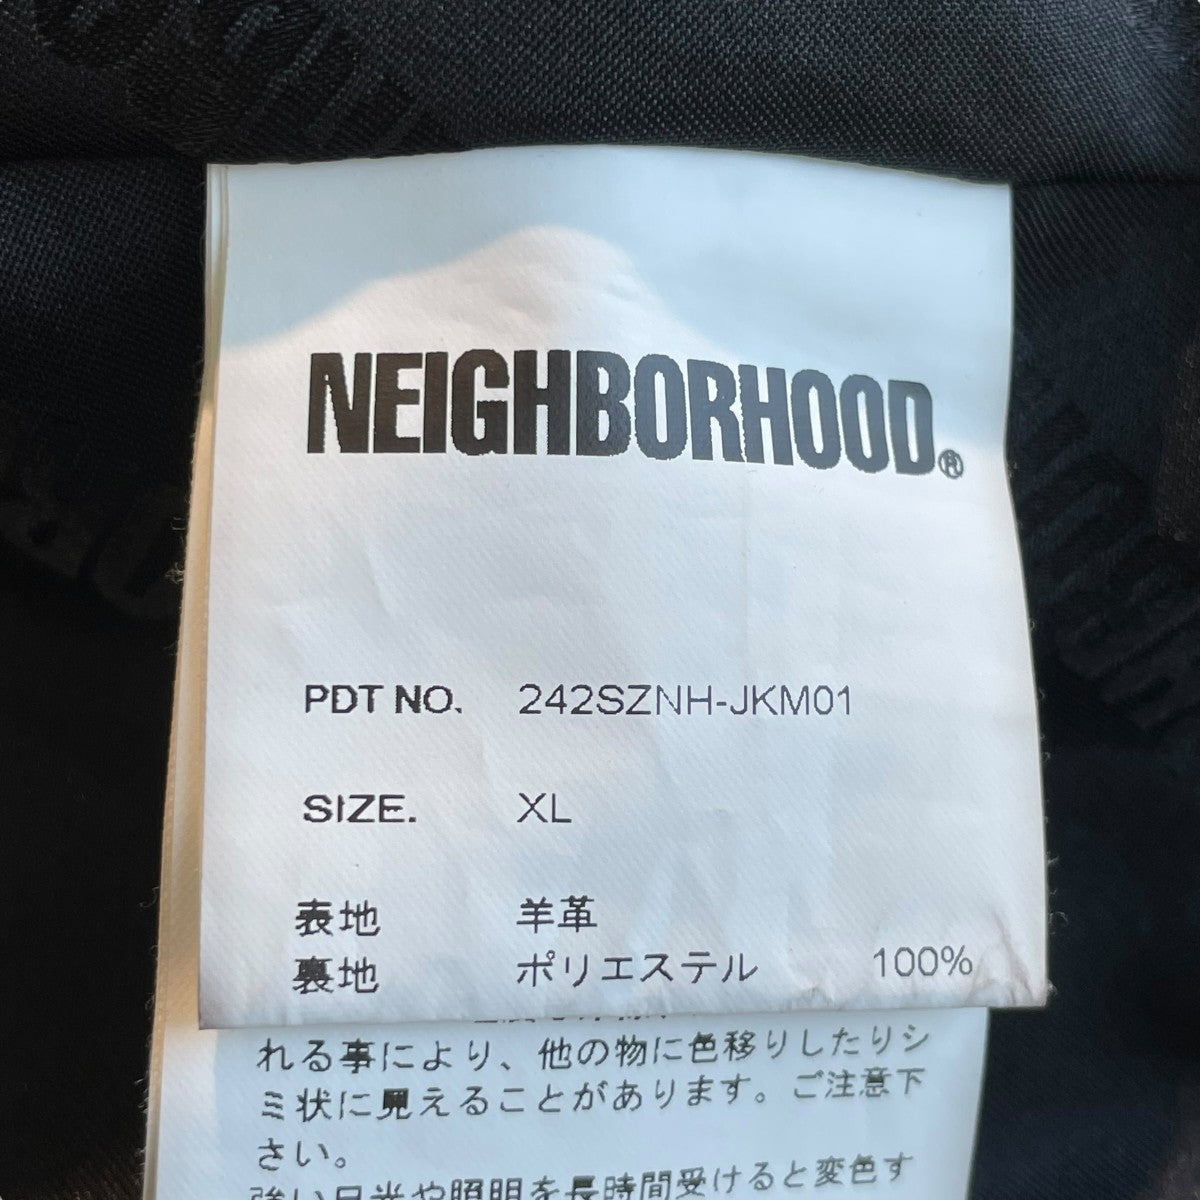 NEIGHBORHOOD®
PDT NO. 242SZNH-JKM01
SIZE. XL
表地 羊革
裏地 ポリエステル 100%
れる事により、他の物に色移りしたりシ
ミ状に見えることがあります。ご注意下
さい。
強い日光や照明を長時間受けると変色す